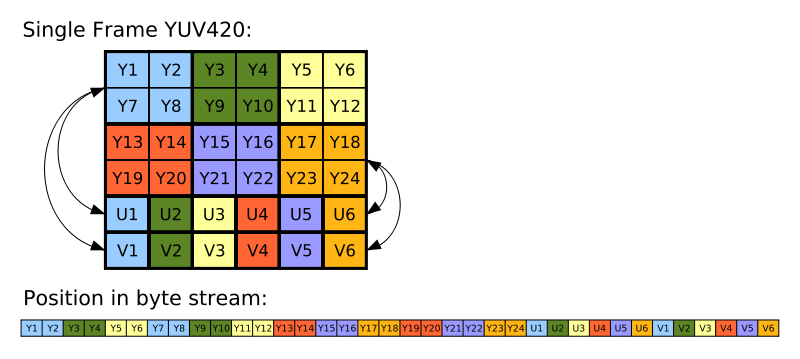 Single Frame YUV420:
Y1 Y2 Y3 Y4 Y5 Y6
Y7 Y8 Y9 Y10 Y11 Y12
Y13 Y14 Y15 Y16 Y17 Y18
Y19 Y20 Y21 Y22 Y23 Y24
U1 U2 U3 U4 U5 U6
V1 V2 V3 V4 V5 V6
Position in byte stream:
Y1 Y2 Y3 Y4 Y5 Y6 Y7 Y8 Y9 Y10 Y11 Y12 Y13 Y14 Y15 Y16 Y17 Y18 Y19 Y20 Y21 Y22 Y23 Y24 U1 U2 U3 U4 U5 U6 V1 V2 V3 V4 V5 V6